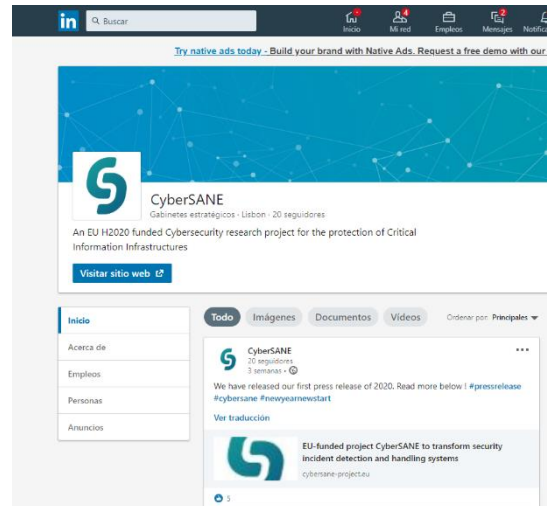 in
Buscar
Inicio
Mi red
4
Empleos
Mensajes
2
Try native ads today - Build your brand with Native Ads. Request a free demo with our
CyberSANE
Gabinetes estratégicos · Lisbon · 20 seguidores
An EU H2020 funded Cybersecurity research project for the protection of Critical
Information Infrastructures
Visitar sitio web
Inicio
Acerca de
Empleos
Personas
Anuncios
Todo
Imágenes
Documentos
Vídeos
Ordenar por: Principales
CyberSANE
20 seguidores
3 semanas •
We have released our first press release of 2020. Read more below ! #pressrelease
#cybersane #newyearnewstart
Ver traducción
EU-funded project CyberSANE to transform security
incident detection and handling systems
cybersane-project.eu
5